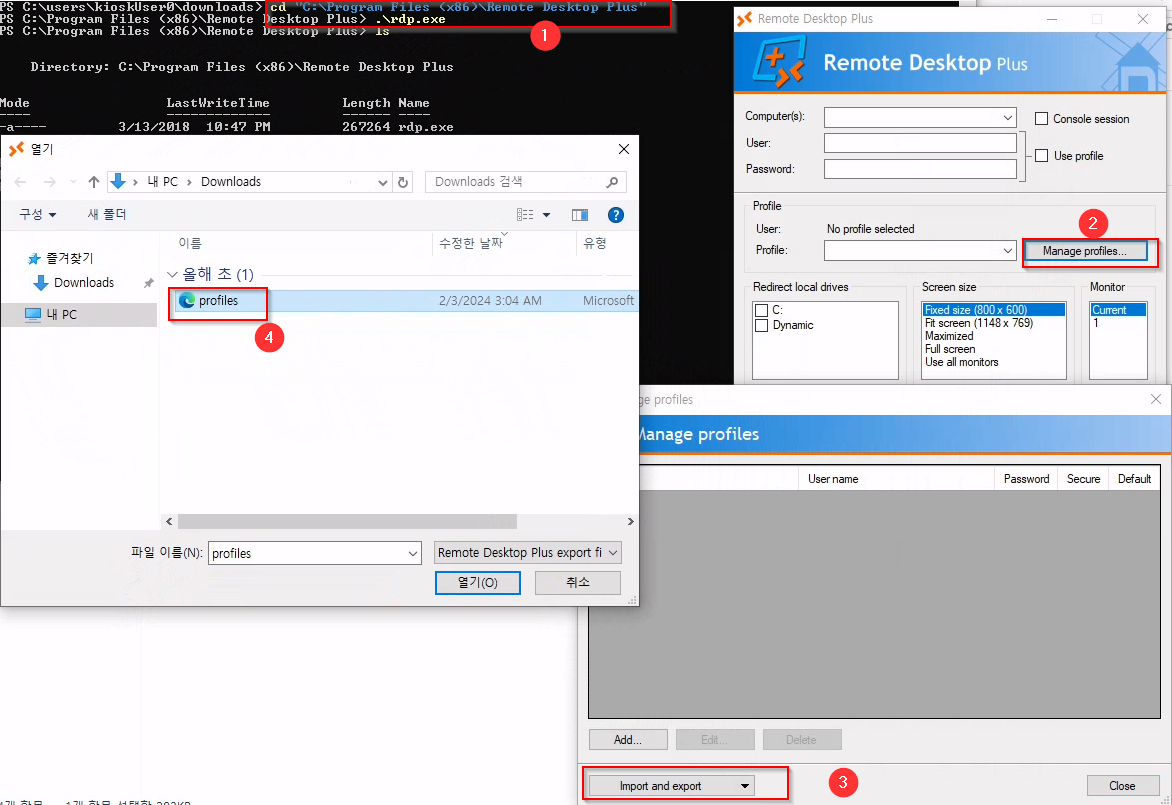 PS C:\users\kioskUser0\downloads> cd "C:\Program Files (x86)\Remote Desktop Plus"
PS C:\Program Files (x86)\Remote Desktop Plus> .\rdp.exe
PS C:\Program Files (x86)\Remote Desktop Plus> ls
1
Directory: C:\Program Files (x86)\Remote Desktop Plus
Mode LastWriteTime Length Name
---- ------------- ------ ----
-a---- 3/13/2018 10:47 PM 267264 rdp.exe
Remote Desktop Plus
Remote Desktop Plus
Computer(s):
Console session
User:
Use profile
Password:
Profile
User: No profile selected
2
Profile:
Manage profiles...
Redirect local drives
C:
Dynamic
Screen size
Fixed size (800 x 600)
Fit screen (1148 x 769)
Maximized
Full screen
Use all monitors
Monitor
Current
1
열기
내 PC > Downloads
Downloads 검색
구성
새 폴더
즐겨찾기
Downloads
내 PC
이름 수정한 날짜 유형
올해 초 (1)
profiles 2/3/2024 3:04 AM Microsoft
4
파일 이름(N): profiles
Remote Desktop Plus export fi
열기(O)
취소
ge profiles
Manage profiles
User name Password Secure Default
Add...
Edit...
Delete
Import and export
3
Close